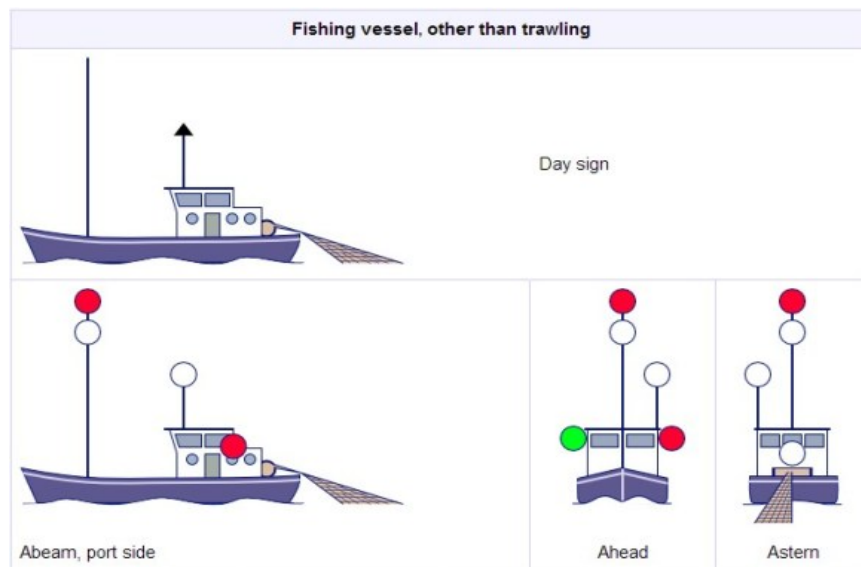 Fishing vessel, other than trawling
Day sign
Abeam, port side
Ahead
Astern